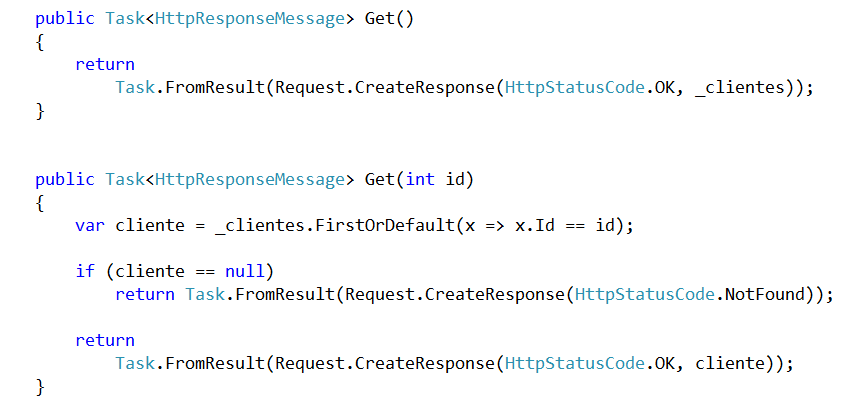 public Task<HttpResponseMessage> Get()
{
    return
        Task.FromResult(Request.CreateResponse(HttpStatusCode.OK, _clientes));
}
public Task<HttpResponseMessage> Get(int id)
{
    var cliente = _clientes.FirstOrDefault(x => x.Id == id);
    if (cliente == null)
        return Task.FromResult(Request.CreateResponse(HttpStatusCode.NotFound));
    return
        Task.FromResult(Request.CreateResponse(HttpStatusCode.OK, cliente));
}